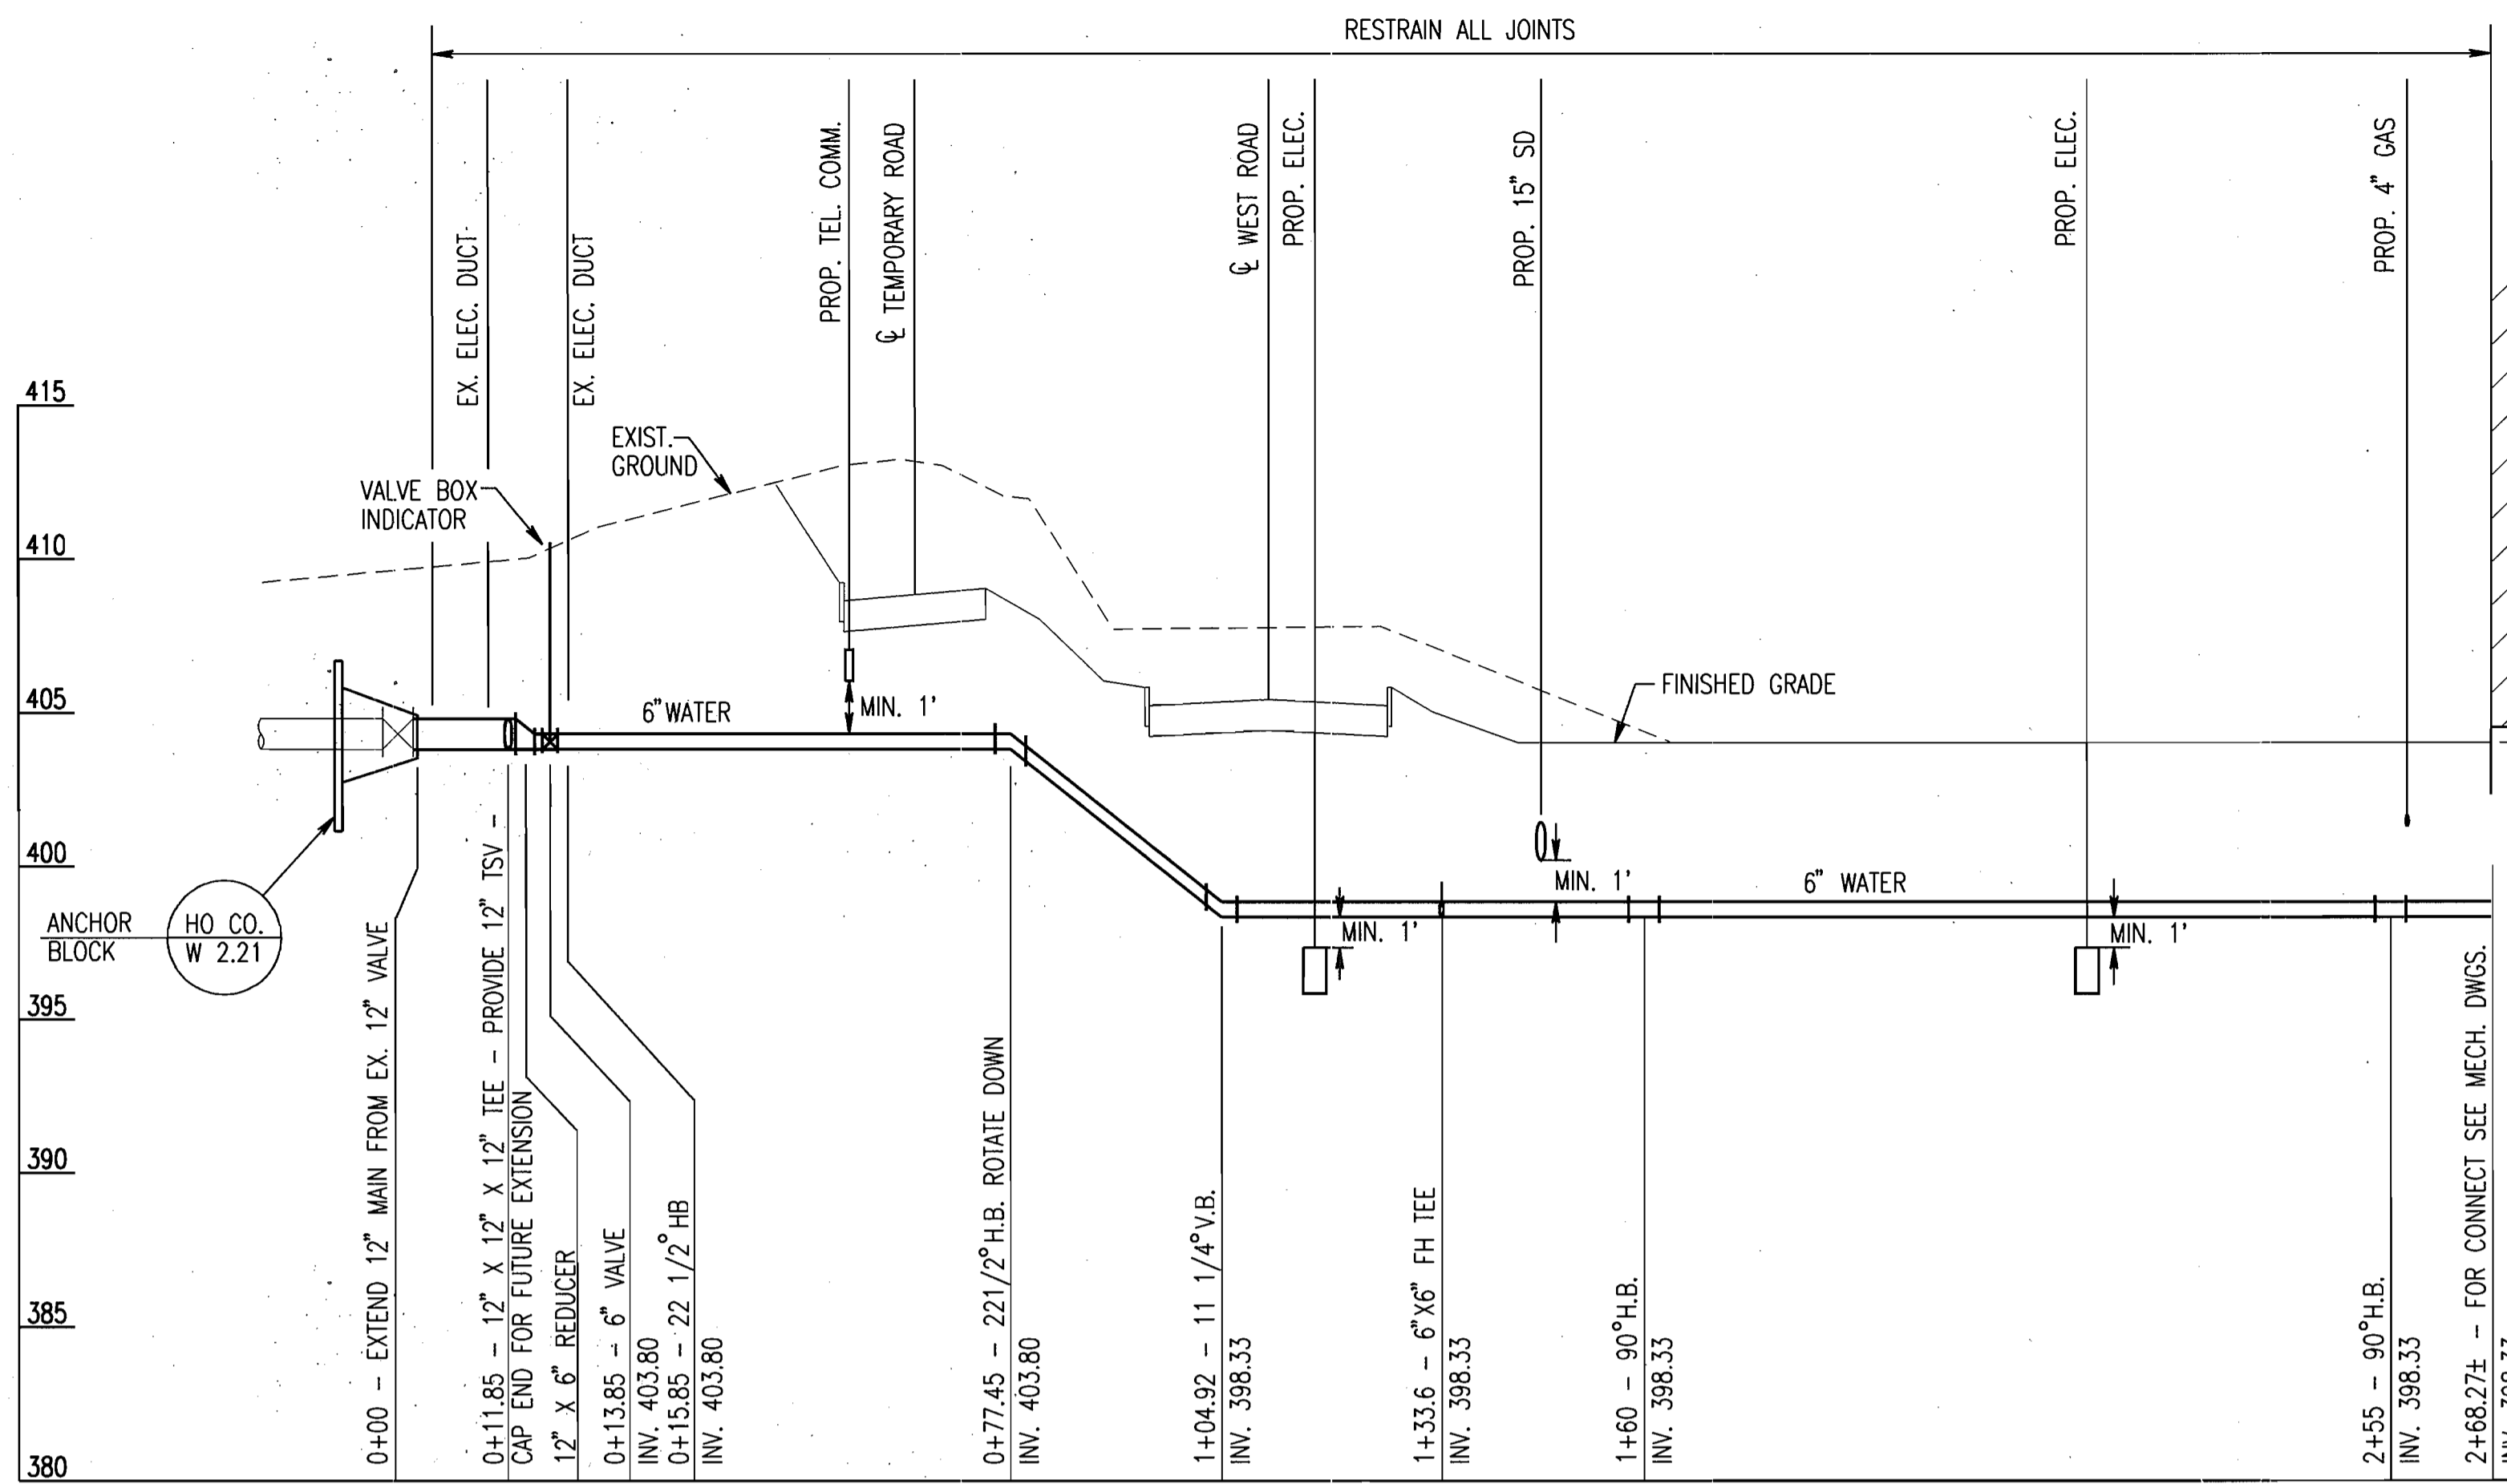 RESTRAIN ALL JOINTS
EX. ELEC. DUCT
EX. ELEC. DUCT
PROP. TEL. COMM.
℄ TEMPORARY ROAD
℄ WEST ROAD
PROP. ELEC.
PROP. 15" SD
PROP. ELEC.
PROP. 4" GAS
415
410
405
400
395
390
385
380
EXIST.
GROUND
VALVE BOX
INDICATOR
6" WATER
MIN. 1'
FINISHED GRADE
MIN. 1'
6" WATER
MIN. 1'
MIN. 1'
ANCHOR
BLOCK
HO CO.
W 2.21
0+00 - EXTEND 12" MAIN FROM EX. 12" VALVE
0+11.85 - 12" X 12" X 12" TEE - PROVIDE 12" TSV -
CAP END FOR FUTURE EXTENSION
12" X 6" REDUCER
0+13.85 - 6" VALVE
INV. 403.80
0+15.85 - 22 1/2° HB
INV. 403.80
0+77.45 - 221/2° H.B. ROTATE DOWN
INV. 403.80
1+04.92 - 11 1/4° V.B.
INV. 398.33
1+33.6 - 6"X6" FH TEE
INV. 398.33
1+60 - 90° H.B.
INV. 398.33
2+55 - 90° H.B.
INV. 398.33
2+68.27± - FOR CONNECT SEE MECH. DWGS.